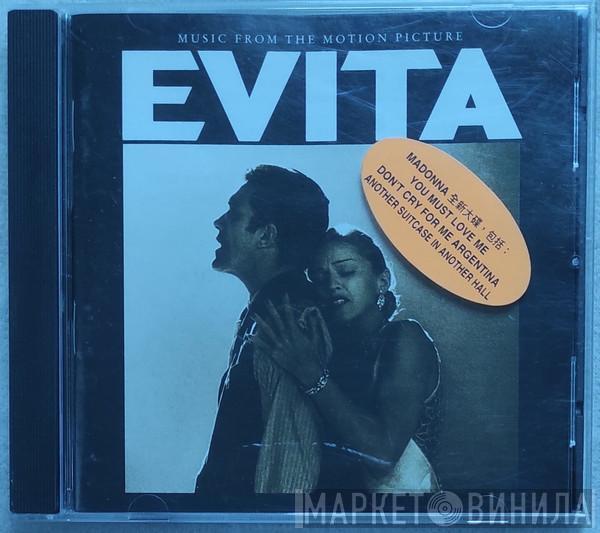 MUSIC FROM THE MOTION PICTURE
EVITA
MADONNA 全新大碟，包括：
YOU MUST LOVE ME
DON'T CRY FOR ME ARGENTINA
ANOTHER SUITCASE IN ANOTHER HALL
МАРКЕТ ВИНИЛА